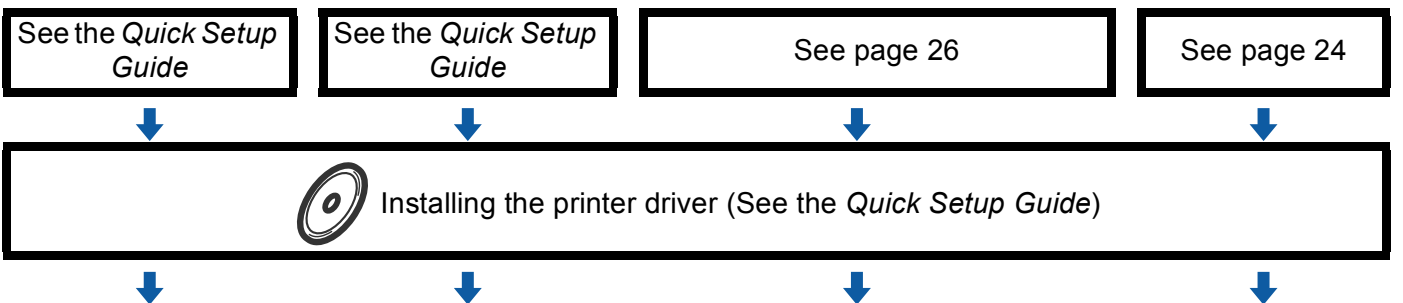 See the Quick Setup
Guide
See the Quick Setup
Guide
See page 26
See page 24
Installing the printer driver (See the Quick Setup Guide)